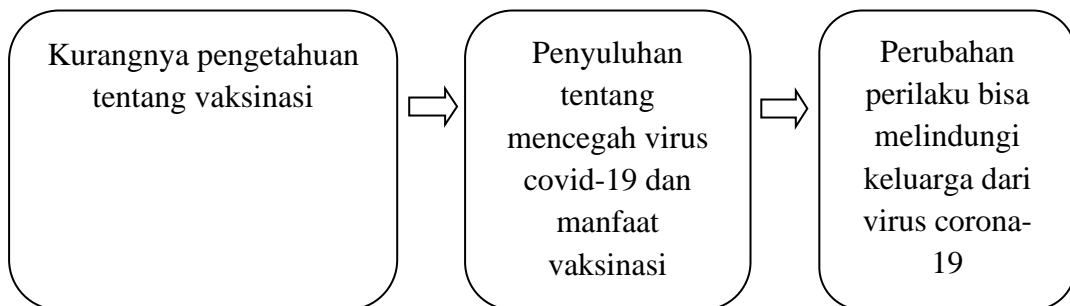 Kurangnya pengetahuan
tentang vaksinasi
Penyuluhan
tentang
mencegah virus
covid-19 dan
manfaat
vaksinasi
Perubahan
perilaku bisa
melindungi
keluarga dari
virus corona-
19